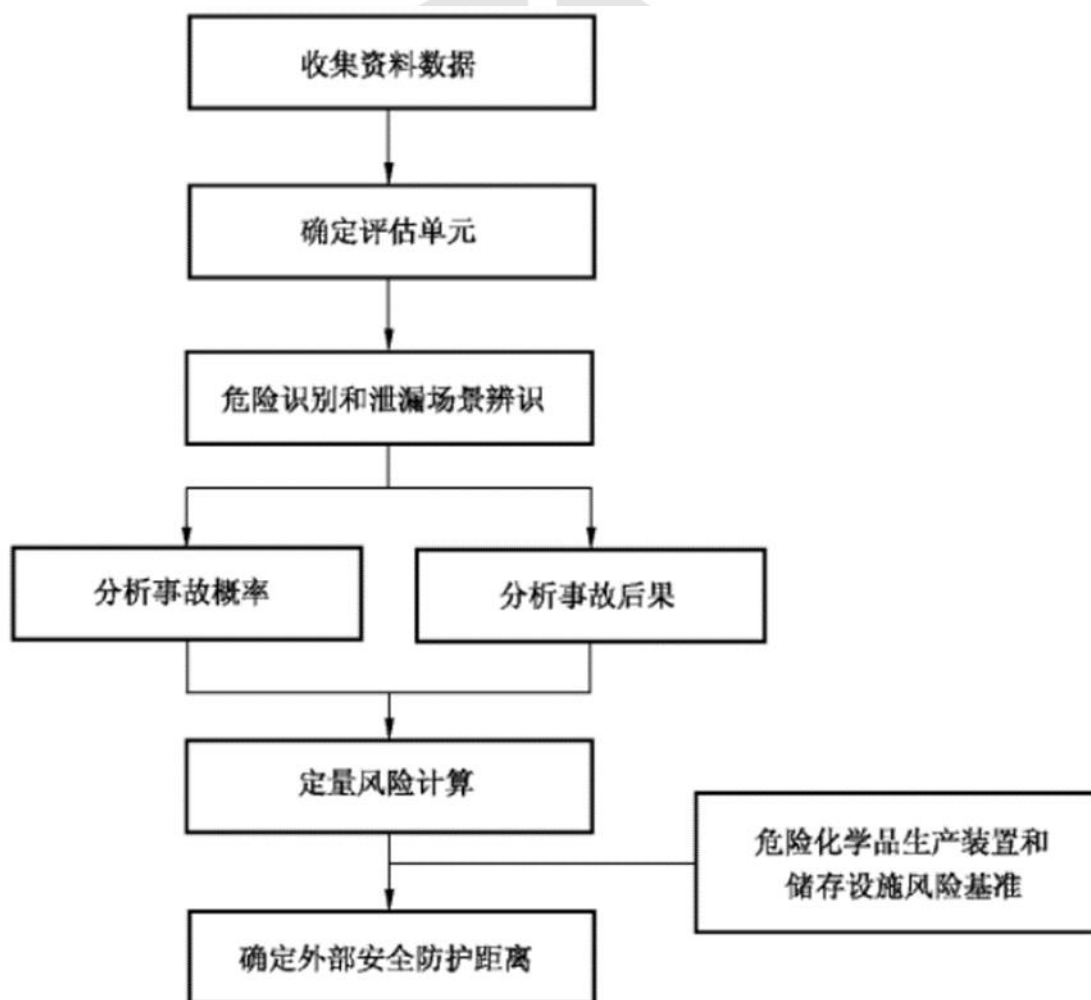 收集资料数据
确定评估单元
危险识别和泄漏场景辨识
分析事故概率
分析事故后果
定量风险计算
危险化学品生产装置和
储存设施风险基准
确定外部安全防护距离